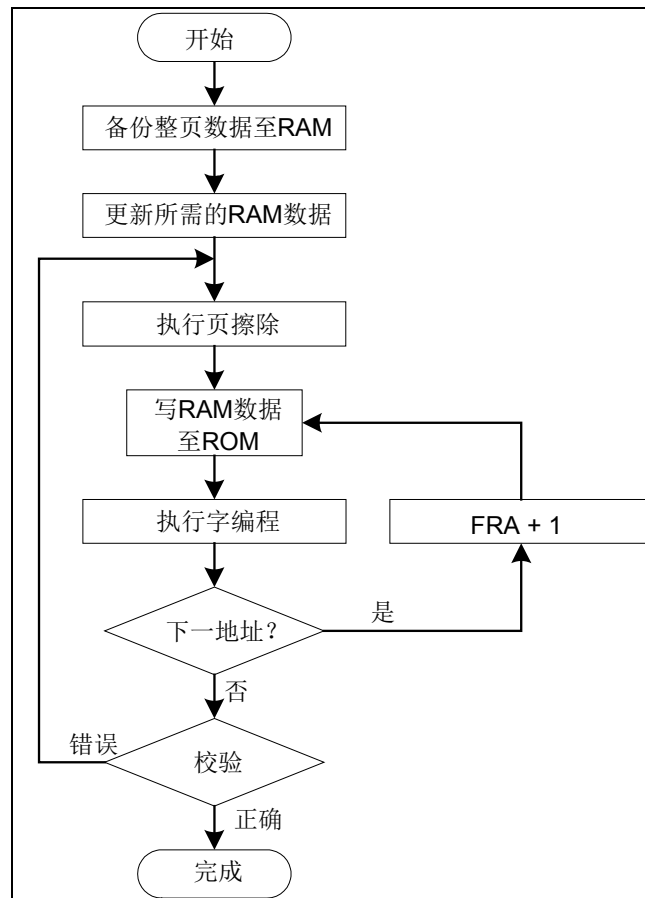 开始
备份整页数据至RAM
更新所需的RAM数据
执行页擦除
写RAM数据
至ROM
执行字编程
FRA + 1
下一地址?
是
否
错误
校验
正确
完成